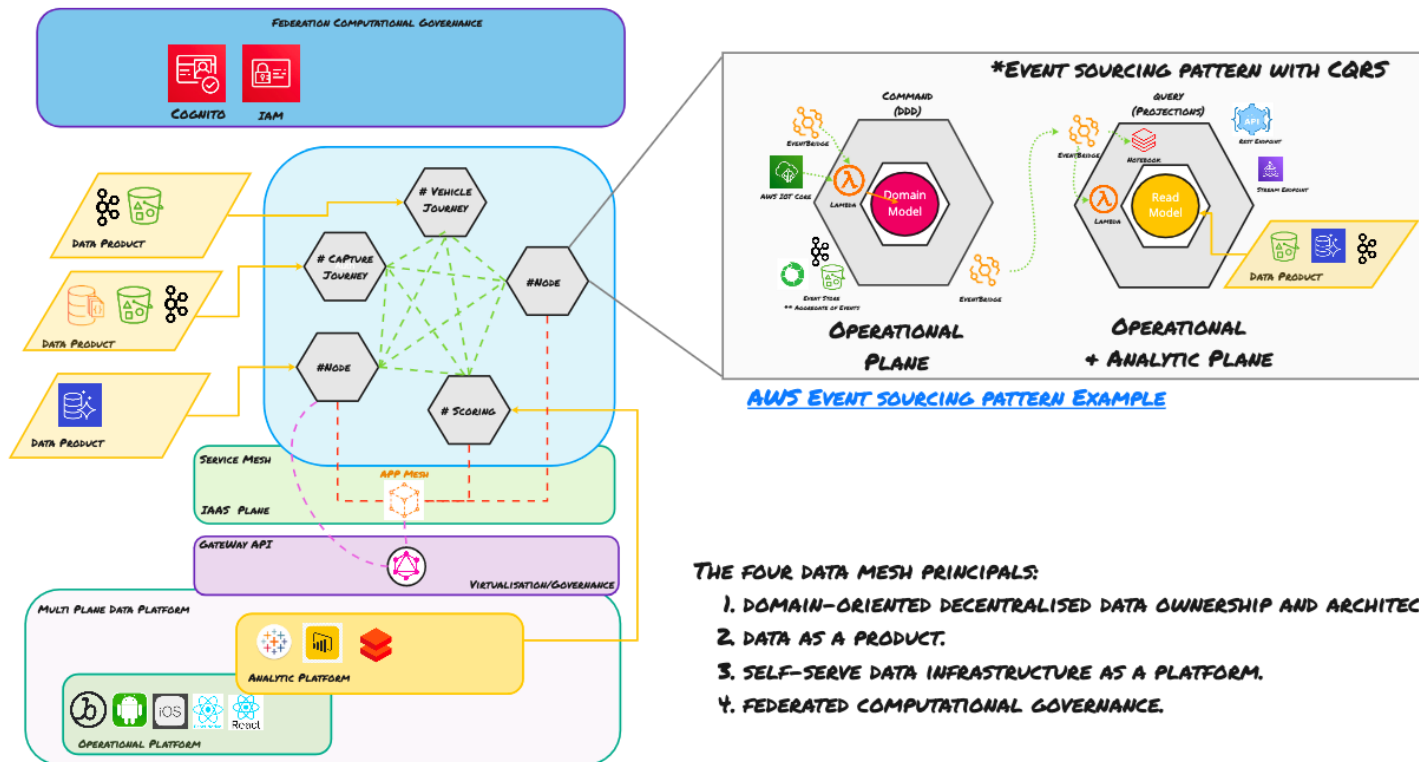 Federation Computational Governance
Cognito
IAM
# Vehicle
Journey
Data Product
# Capture
Journey
#Node
Data Product
#Node
# Scoring
Data Product
Service Mesh
APP Mesh
IAAS Plane
GateWay API
Virtualisation/Governance
Multi Plane Data Platform
Analytic Platform
iOS
React
Operational Platform
*Event sourcing pattern with CQRS
Command
(DDD)
EventBridge
AWS IOT Core
Lambda
Domain
Model
Event Store
** Aggregate of Events
EventBridge
Operational
Plane
query
(Projections)
API
Rest Endpoint
EventBridge
Notebook
Stream Endpoint
Lambda
Read
Model
Data Product
Operational
& Analytic Plane
AWS Event sourcing pattern Example
The four data mesh principals:
1. domain-oriented decentralised data ownership and architec
2. data as a product.
3. self-serve data infrastructure as a platform.
4. federated computational governance.